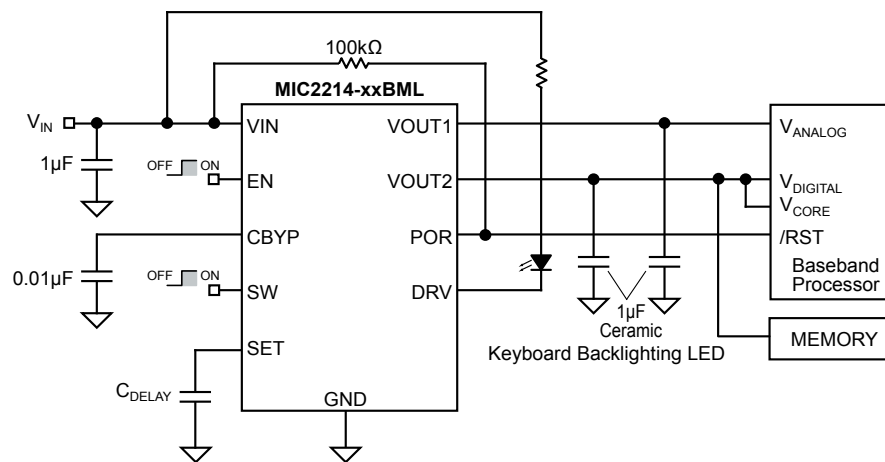 100kΩ
MIC2214-xxBML
VIN
1µF
OFF ON
0.01µF
OFF ON
CDELAY
VIN
EN
CBYP
SW
SET
GND
VOUT1
VOUT2
POR
DRV
1µF
Ceramic
Keyboard Backlighting LED
VANALOG
VDIGITAL
VCORE
/RST
Baseband
Processor
MEMORY